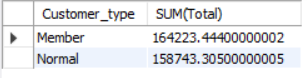 Customer_type SUM(Total)
Member 164223.44400000002
Normal 158743.30500000005